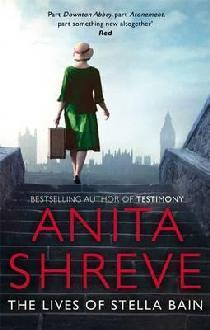 Part Downton Abbey, part Atonement,
part something new altogether'
Red
BESTSELLING AUTHOR OF TESTIMONY
ANITA
SHREVE
THE LIVES OF STELLA BAIN